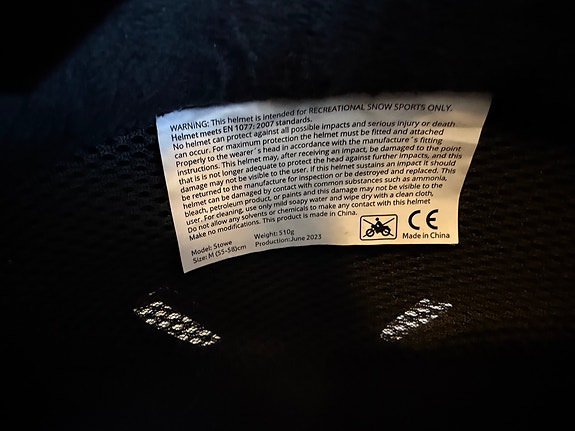 WARNING: This helmet is intended for RECREATIONAL SNOW SPORTS ONLY.
Helmet meets EN 1077: 2007 standards.
No helmet can protect against all possible impacts and serious injury or death
can occur. For maximum protection the helmet must be fitted and attached
Properly to the wearer´s head in accordance with the manufacture´s fitting
instructions. This helmet may, after receiving an impact, be damaged to the point
that is is not longer adequate to protect the head against further impacts, and this
damage may not be visible to the user. If this helmet sustains an impact it should
be returned to the manufacture for inspection or be destroyed and replaced. This
helmet can be damaged by contact with common substances such as ammonia,
bleach, petroleum product, or paints and this damage may not be visible to the
user. For cleaning, use only mild soapy water and wipe dry with a clean cloth,
Do not allow any solvents or chemicals to make any contact with this helmet
Make no modifications. This product is made in China.
Model: Stowe Weight: 510g
Size: M (55-58)cm Production: June 2023
CE
Made in China